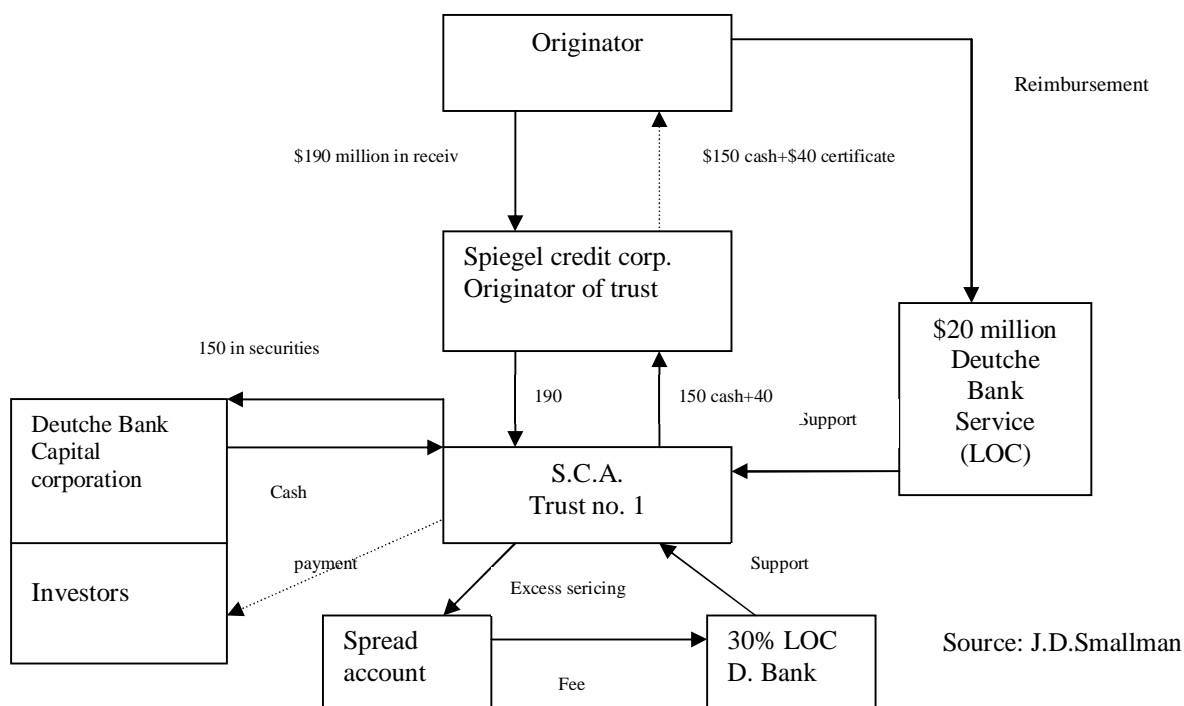 Originator
Reimbursement
$190 million in receiv
$150 cash+$40 certificate
Spiegel credit corp.
Originator of trust
$20 million
Deutche
Bank
Service
(LOC)
150 in securities
190
150 cash+40
upport
Deutche Bank
Capital
corporation
S.C.A.
Trust no. 1
Cash
payment
Support
Investors
Excess sericing
Spread
account
30% LOC
D. Bank
Source: J.D.Smallman
Fee